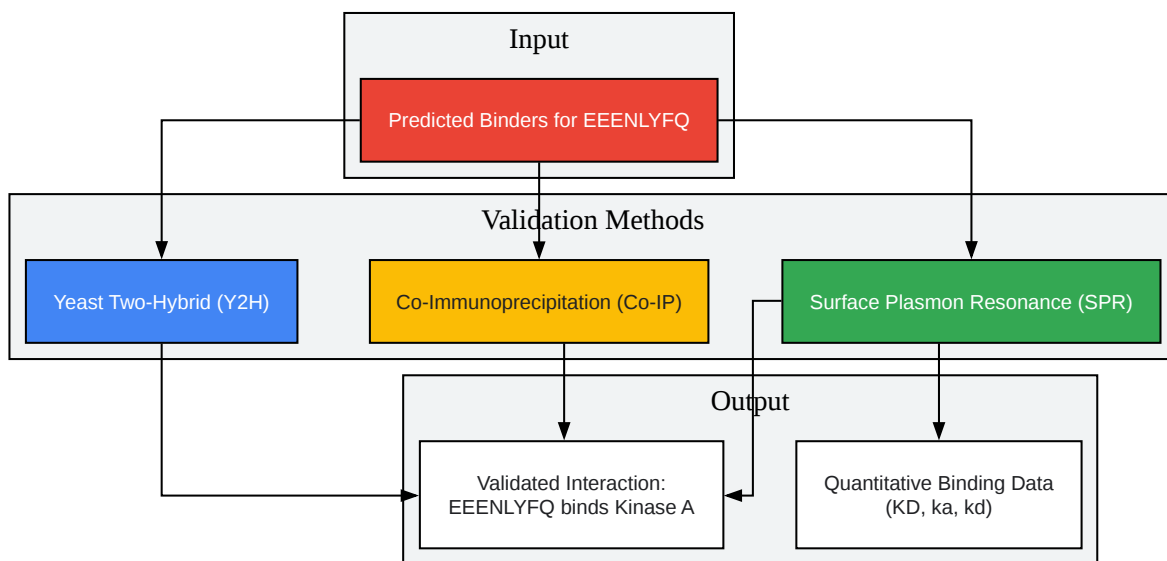 Input
Predicted Binders for EEENLYFQ
Validation Methods
Yeast Two-Hybrid (Y2H)
Co-Immunoprecipitation (Co-IP)
Surface Plasmon Resonance (SPR)
Output
Validated Interaction:
EEENLYFQ binds Kinase A
Quantitative Binding Data
(KD, ka, kd)